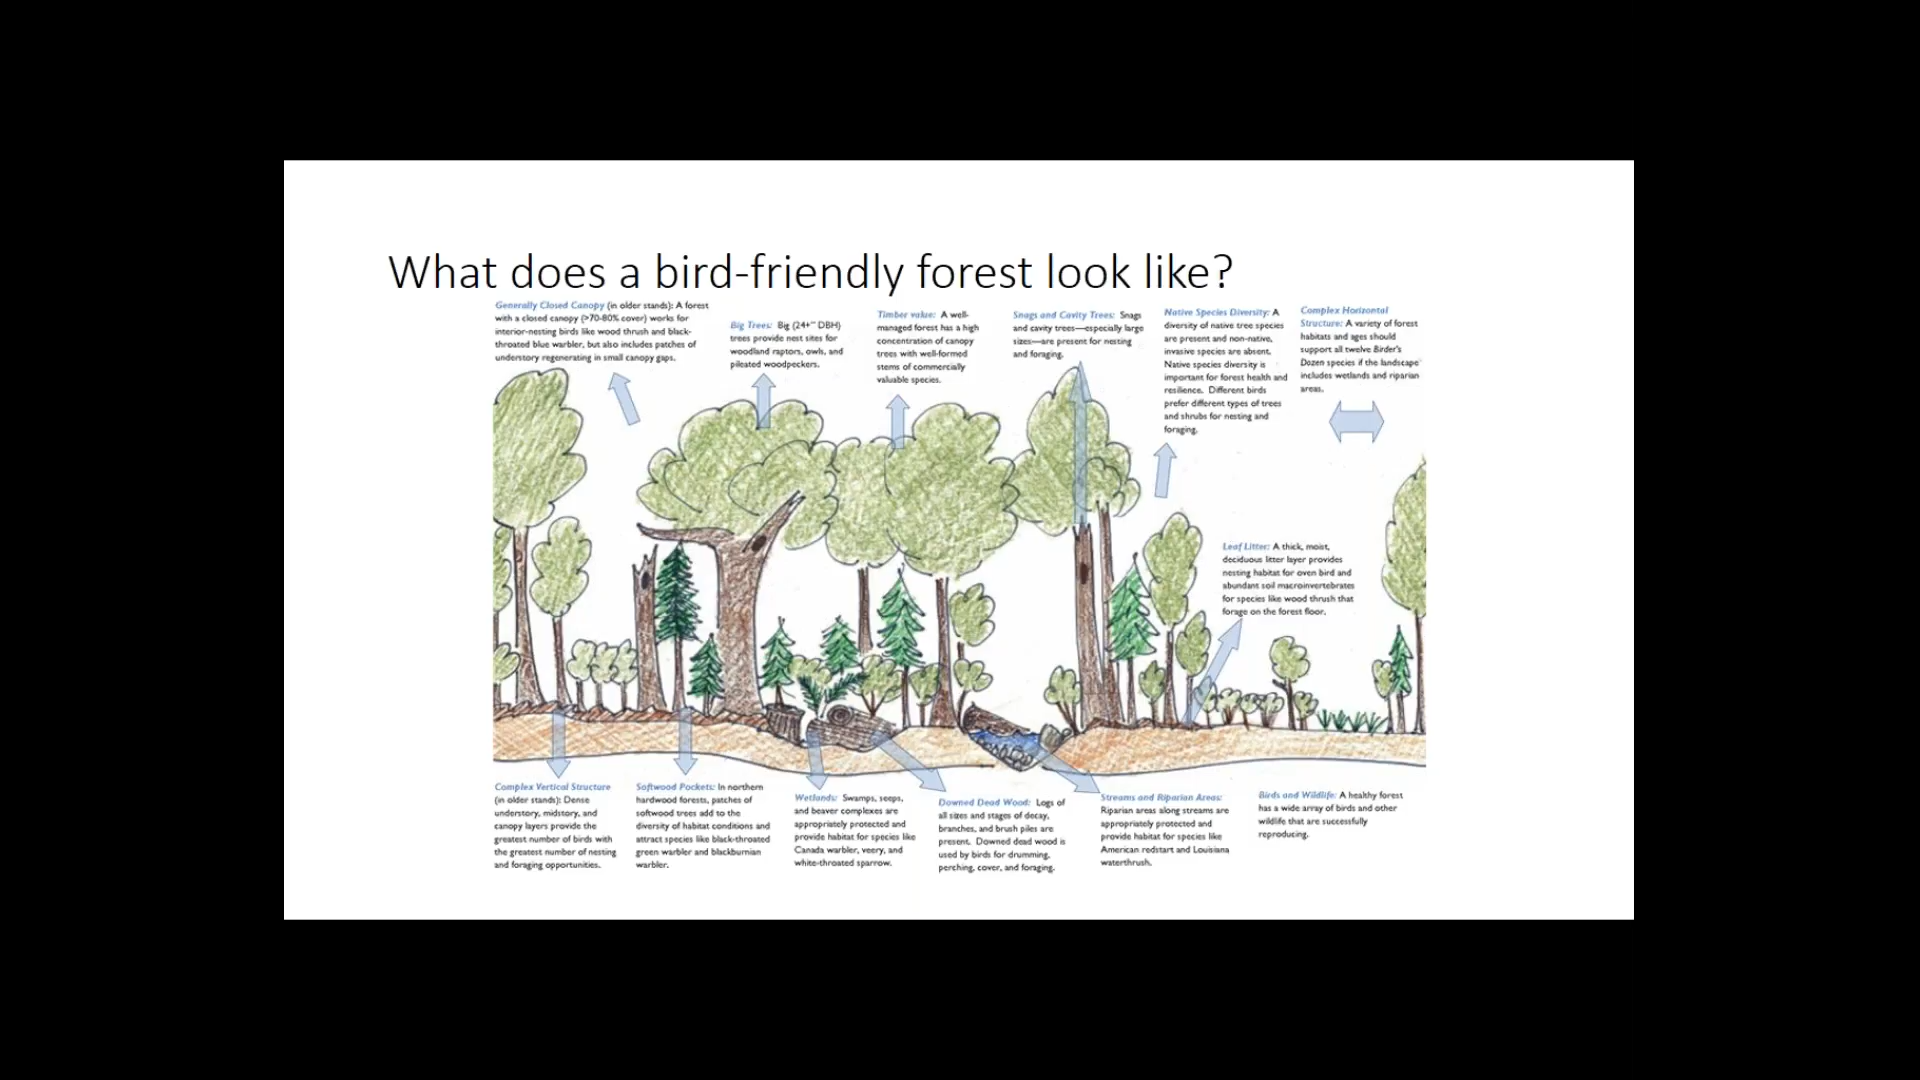 What does a bird-friendly forest look like?
Generally Closed Canopy (in older stands): A forest
with a closed canopy (>70-80% cover) works for
interior-nesting birds like wood thrush and black-
throated blue warbler, but also includes patches of
understory regenerating in small canopy gaps.
Big Trees: Big (24+" DBH)
trees provide nest sites for
woodland raptors, owls, and
pileated woodpeckers.
Timber value: A well-
managed forest has a high
concentration of canopy
trees with well-formed
stems of commercially
valuable species.
Snags and Cavity Trees: Snags
and cavity trees—especially large
sizes—are present for nesting
and foraging.
Native Species Diversity: A
diversity of native tree species
are present and non-native,
invasive species are absent.
Native species diversity is
important for forest health and
resilience. Different birds
prefer different types of trees
and shrubs for nesting and
foraging.
Complex Horizontal
Structure: A variety of forest
habitats and ages should
support all twelve Birder's
Dozen species if the landscape
includes wetlands and riparian
areas.
Leaf Litter: A thick, moist,
deciduous litter layer provides
nesting habitat for oven bird and
abundant soil macroinvertebrates
for species like wood thrush that
forage on the forest floor.
Complex Vertical Structure
(in older stands): Dense
understory, midstory, and
canopy layers provide the
greatest number of birds with
the greatest number of nesting
and foraging opportunities.
Softwood Pockets: In northern
hardwood forests, patches of
softwood trees add to the
diversity of habitat conditions and
attract species like black-throated
green warbler and blackburnian
warbler.
Wetlands: Swamps, seeps,
and beaver complexes are
appropriately protected and
provide habitat for species like
Canada warbler, veery, and
white-throated sparrow.
Downed Dead Wood: Logs of
all sizes and stages of decay,
branches, and brush piles are
present. Downed dead wood is
used by birds for drumming,
perching, cover, and foraging.
Streams and Riparian Areas:
Riparian areas along streams are
appropriately protected and
provide habitat for species like
American redstart and Louisiana
waterthrush.
Birds and Wildlife: A healthy forest
has a wide array of birds and other
wildlife that are successfully
reproducing.